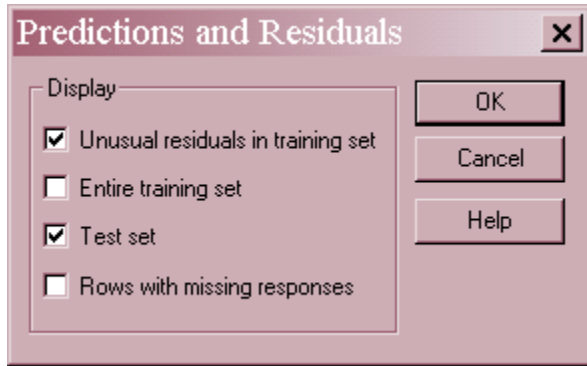 Predictions and Residuals
Display
Unusual residuals in training set
Entire training set
Test set
Rows with missing responses
OK
Cancel
Help